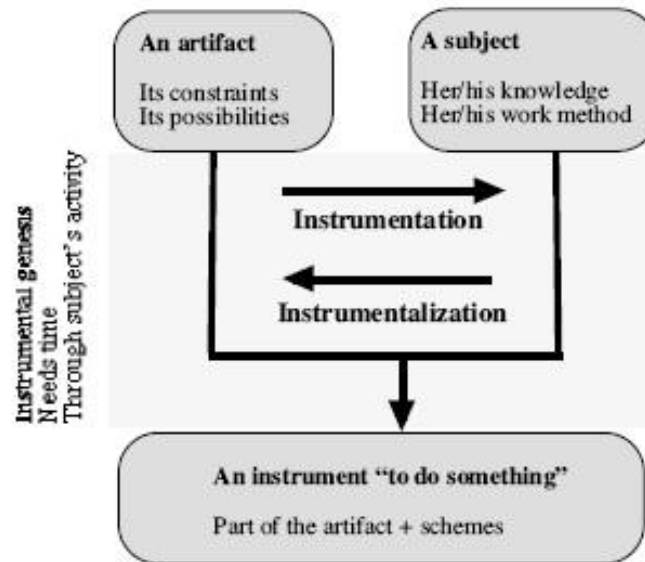 An artifact
Its constraints
Its possibilities
A subject
Her/his knowledge
Her/his work method
Instrumental genesis
Needs time
Through subject's activity
Instrumentation
Instrumentalization
An instrument “to do something”
Part of the artifact + schemes